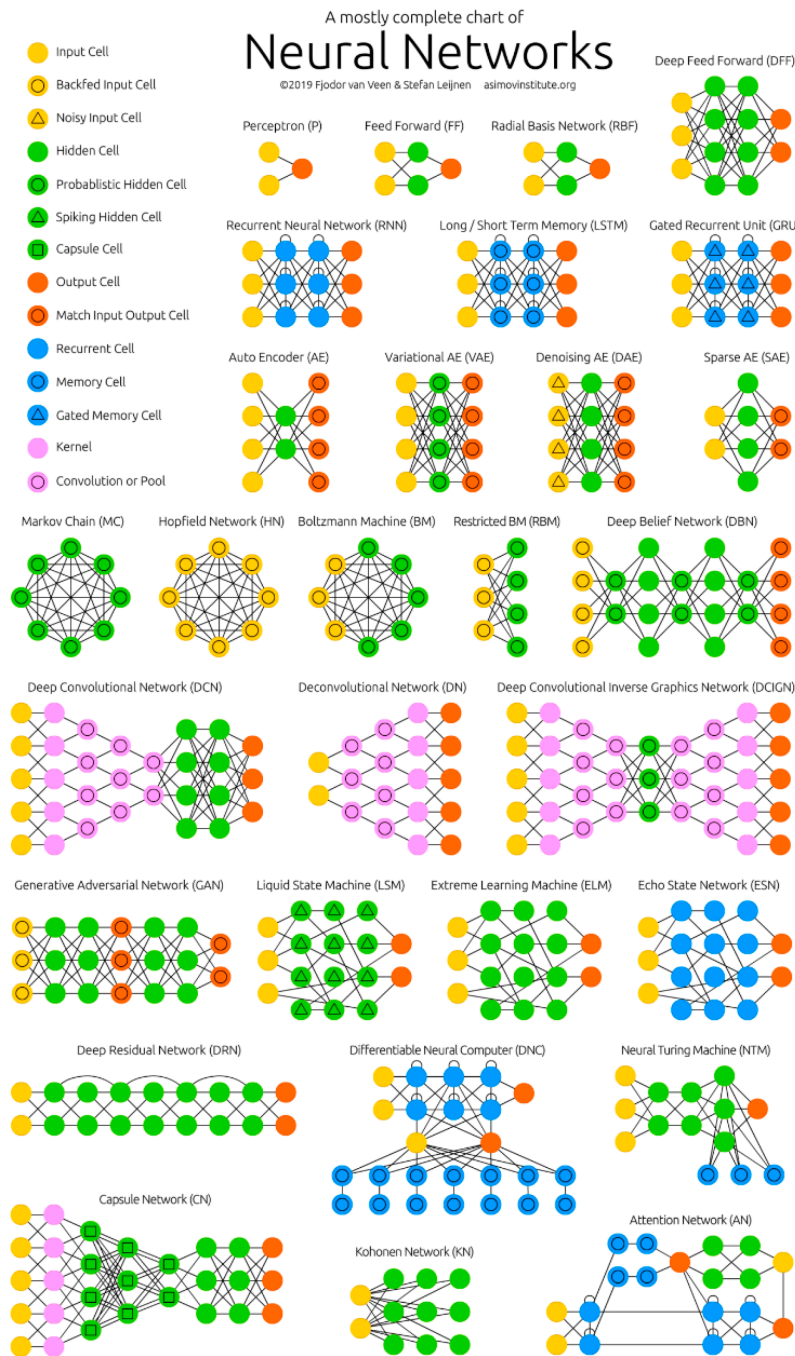 A mostly complete chart of
Neural Networks
©2019 Fjodor van Veen & Stefan Leijnen asimovinstitute.org
Input Cell
Backfed Input Cell
Noisy Input Cell
Hidden Cell
Probablistic Hidden Cell
Spiking Hidden Cell
Capsule Cell
Output Cell
Match Input Output Cell
Recurrent Cell
Memory Cell
Gated Memory Cell
Kernel
Convolution or Pool
Deep Feed Forward (DFF)
Perceptron (P)
Feed Forward (FF)
Radial Basis Network (RBF)
Recurrent Neural Network (RNN)
Long / Short Term Memory (LSTM)
Gated Recurrent Unit (GRU
Auto Encoder (AE)
Variational AE (VAE)
Denoising AE (DAE)
Sparse AE (SAE)
Markov Chain (MC)
Hopfield Network (HN)
Boltzmann Machine (BM)
Restricted BM (RBM)
Deep Belief Network (DBN)
Deep Convolutional Network (DCN)
Deconvolutional Network (DN)
Deep Convolutional Inverse Graphics Network (DCIGN)
Generative Adversarial Network (GAN)
Liquid State Machine (LSM)
Extreme Learning Machine (ELM)
Echo State Network (ESN)
Deep Residual Network (DRN)
Differentiable Neural Computer (DNC)
Neural Turing Machine (NTM)
Capsule Network (CN)
Kohonen Network (KN)
Attention Network (AN)